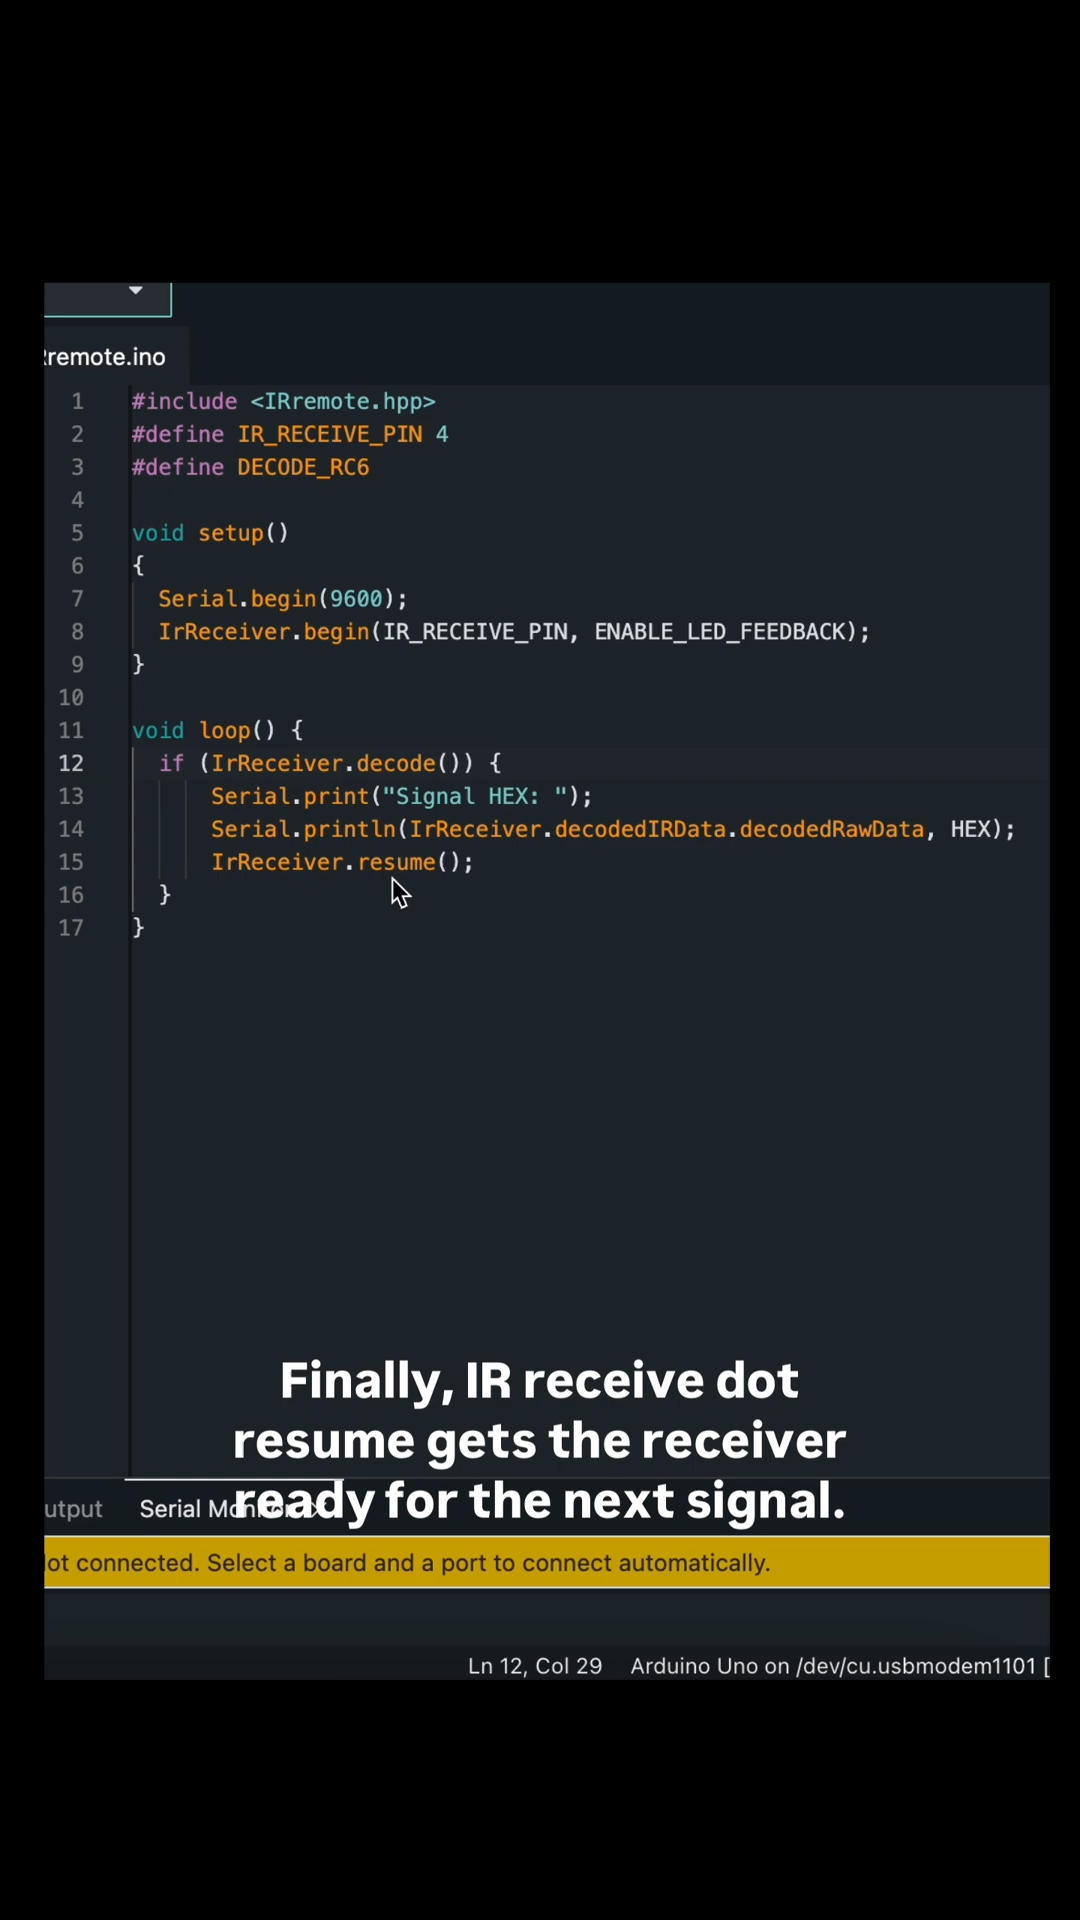 remote.ino
1 #include <IRremote.hpp>
2 #define IR_RECEIVE_PIN 4
3 #define DECODE_RC6
4
5 void setup()
6 {
7 Serial.begin(9600);
8 IrReceiver.begin(IR_RECEIVE_PIN, ENABLE_LED_FEEDBACK);
9 }
10
11 void loop() {
12 if (IrReceiver.decode()) {
13 Serial.print("Signal HEX: ");
14 Serial.println(IrReceiver.decodedIRData.decodedRawData, HEX);
15 IrReceiver.resume();
16 }
17 }
Finally, IR receive dot
resume gets the receiver
ready for the next signal.
utput Serial Monitor
ot connected. Select a board and a port to connect automatically.
Ln 12, Col 29 Arduino Uno on /dev/cu.usbmodem1101 [